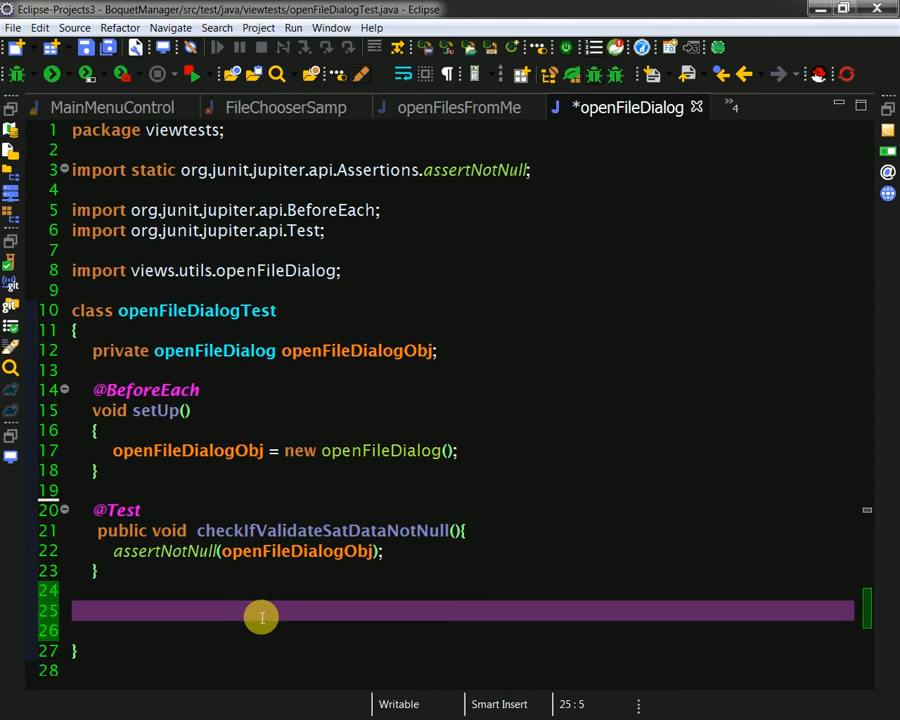 Eclipse-Projects3 - BoquetManager/src/test/java/viewtests/openFileDialogTest.java - Eclipse
File Edit Source Refactor Navigate Search Project Run Window Help
MainMenuControl FileChooserSamp openFilesFromMe *openFileDialog »4
1 package viewtests;
2
3 import static org.junit.jupiter.api.Assertions.assertNotNull;
4
5 import org.junit.jupiter.api.BeforeEach;
6 import org.junit.jupiter.api.Test;
7
8 import views.utils.openFileDialog;
9
10 class openFileDialogTest
11 {
12 private openFileDialog openFileDialogObj;
13
14 @BeforeEach
15 void setUp()
16 {
17 openFileDialogObj = new openFileDialog();
18 }
19
20 @Test
21 public void checkIfValidateSatDataNotNull(){
22 assertNotNull(openFileDialogObj);
23 }
24
25
26
27 }
28
Writable Smart Insert 25 : 5